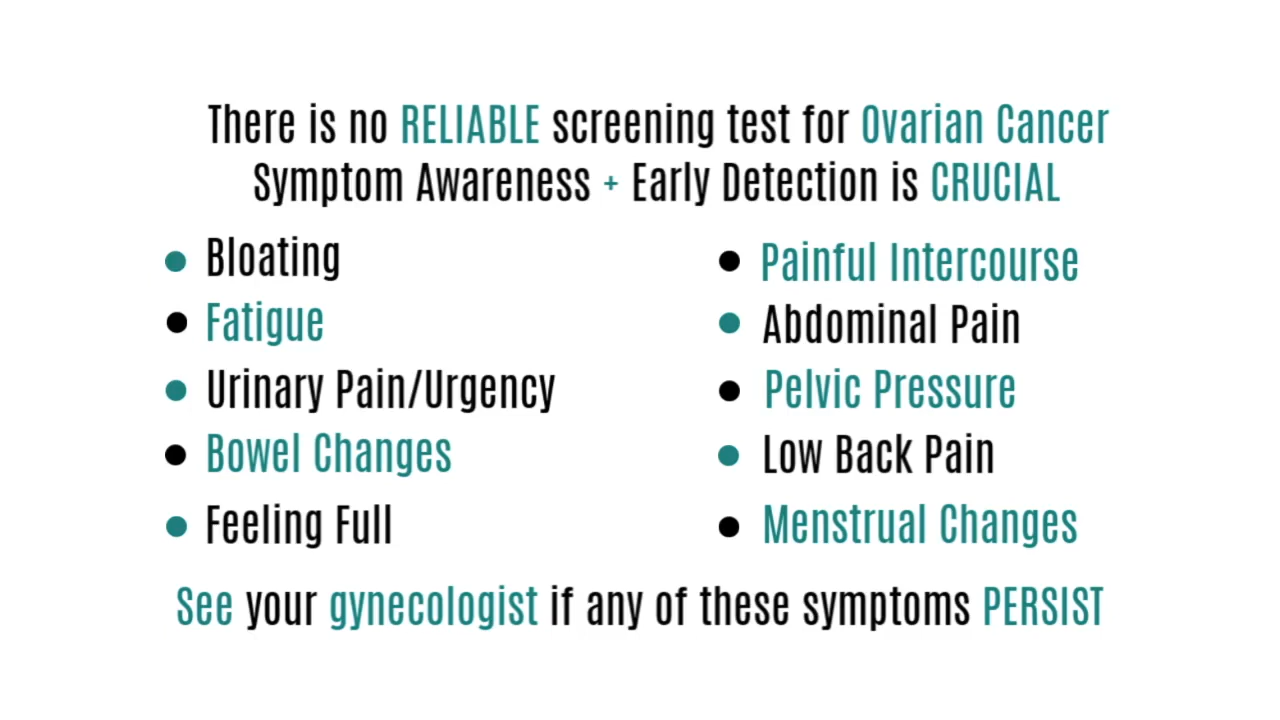 There is no RELIABLE screening test for Ovarian Cancer
Symptom Awareness + Early Detection is CRUCIAL
Bloating
Fatigue
Urinary Pain/Urgency
Bowel Changes
Feeling Full
Painful Intercourse
Abdominal Pain
Pelvic Pressure
Low Back Pain
Menstrual Changes
See your gynecologist if any of these symptoms PERSIST